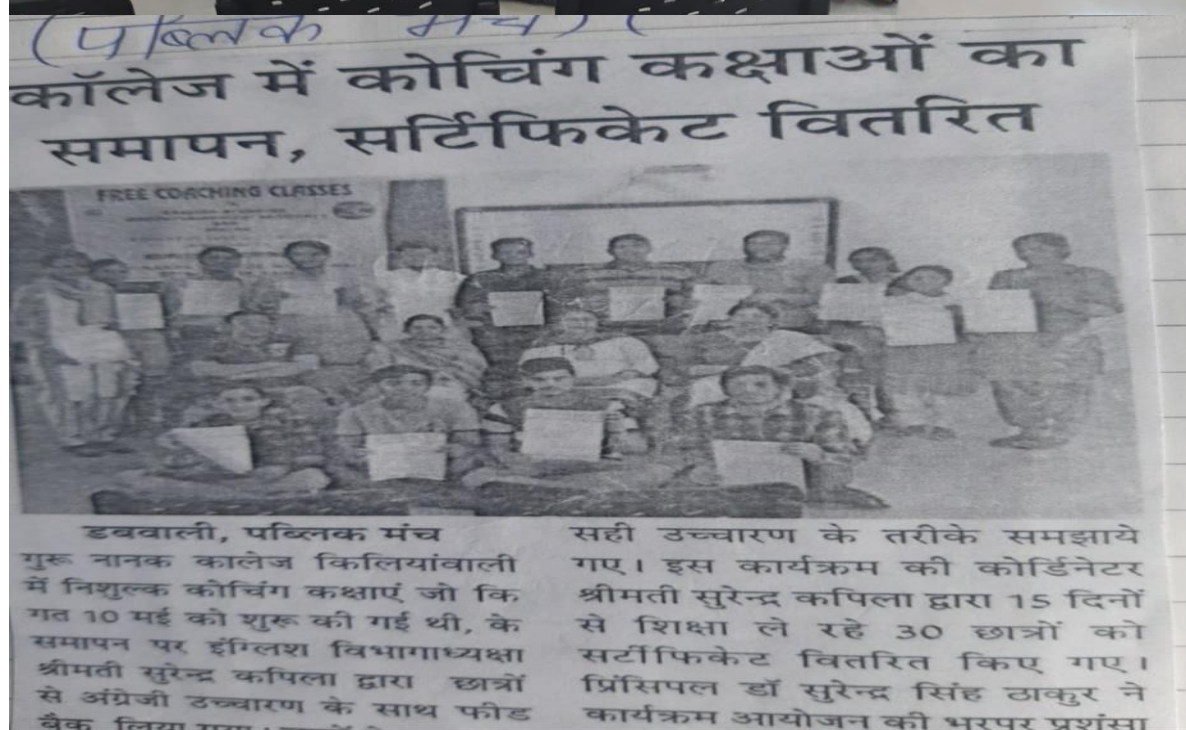 (पब्लिक मंच) (
कॉलेज में कोचिंग कक्षाओं का
समापन, सर्टिफिकेट वितरित
FREE COACHING CLASSES
डबवाली, पब्लिक मंच
गुरू नानक कालेज किलियांवाली
में निशुल्क कोचिंग कक्षाएं जो कि
गत 10 मई को शुरू की गई थी, के
समापन पर इंग्लिश विभागाध्यक्षा
श्रीमती सुरेन्द्र कपिला द्वारा छात्रों
से अंग्रेजी उच्चारण के साथ फीड
बैक लिया गया
सही उच्चारण के तरीके समझाये
गए। इस कार्यक्रम की कोर्डिनेटर
श्रीमती सुरेन्द्र कपिला द्वारा 15 दिनों
से शिक्षा ले रहे 30 छात्रों को
सर्टीफिकेट वितरित किए गए।
प्रिंसिपल डॉ सुरेन्द्र सिंह ठाकुर ने
कार्यक्रम आयोजन की भरपूर प्रशंसा